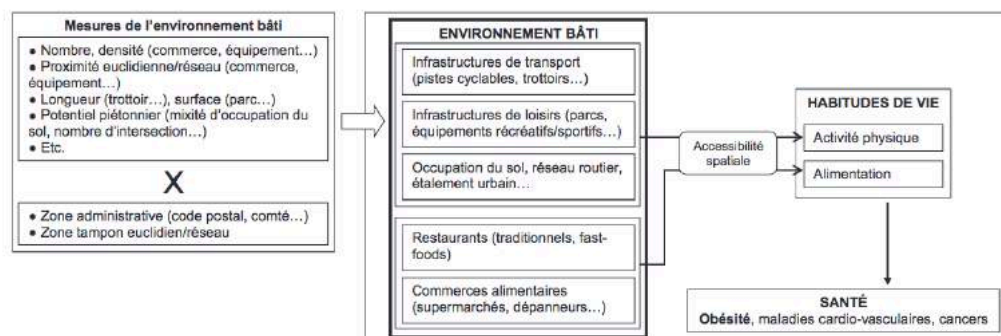 Mesures de l'environnement bâti
● Nombre, densité (commerce, équipement…)
● Proximité euclidienne/réseau (commerce,
équipement…)
● Longueur (trottoir…), surface (parc…)
● Potentiel piétonnier (mixité d'occupation du
sol, nombre d'intersection…)
● Etc.
X
● Zone administrative (code postal, comté…)
● Zone tampon euclidien/réseau
ENVIRONNEMENT BÂTI
Infrastructures de transport
(pistes cyclables, trottoirs…)
Infrastructures de loisirs (parcs,
équipements récréatifs/sportifs…)
Occupation du sol, réseau routier,
étalement urbain…
Restaurants (traditionnels, fast-
foods)
Commerces alimentaires
(supermarchés, dépanneurs…)
Accessibilité
spatiale
HABITUDES DE VIE
Activité physique
Alimentation
SANTÉ
Obésité, maladies cardio-vasculaires, cancers